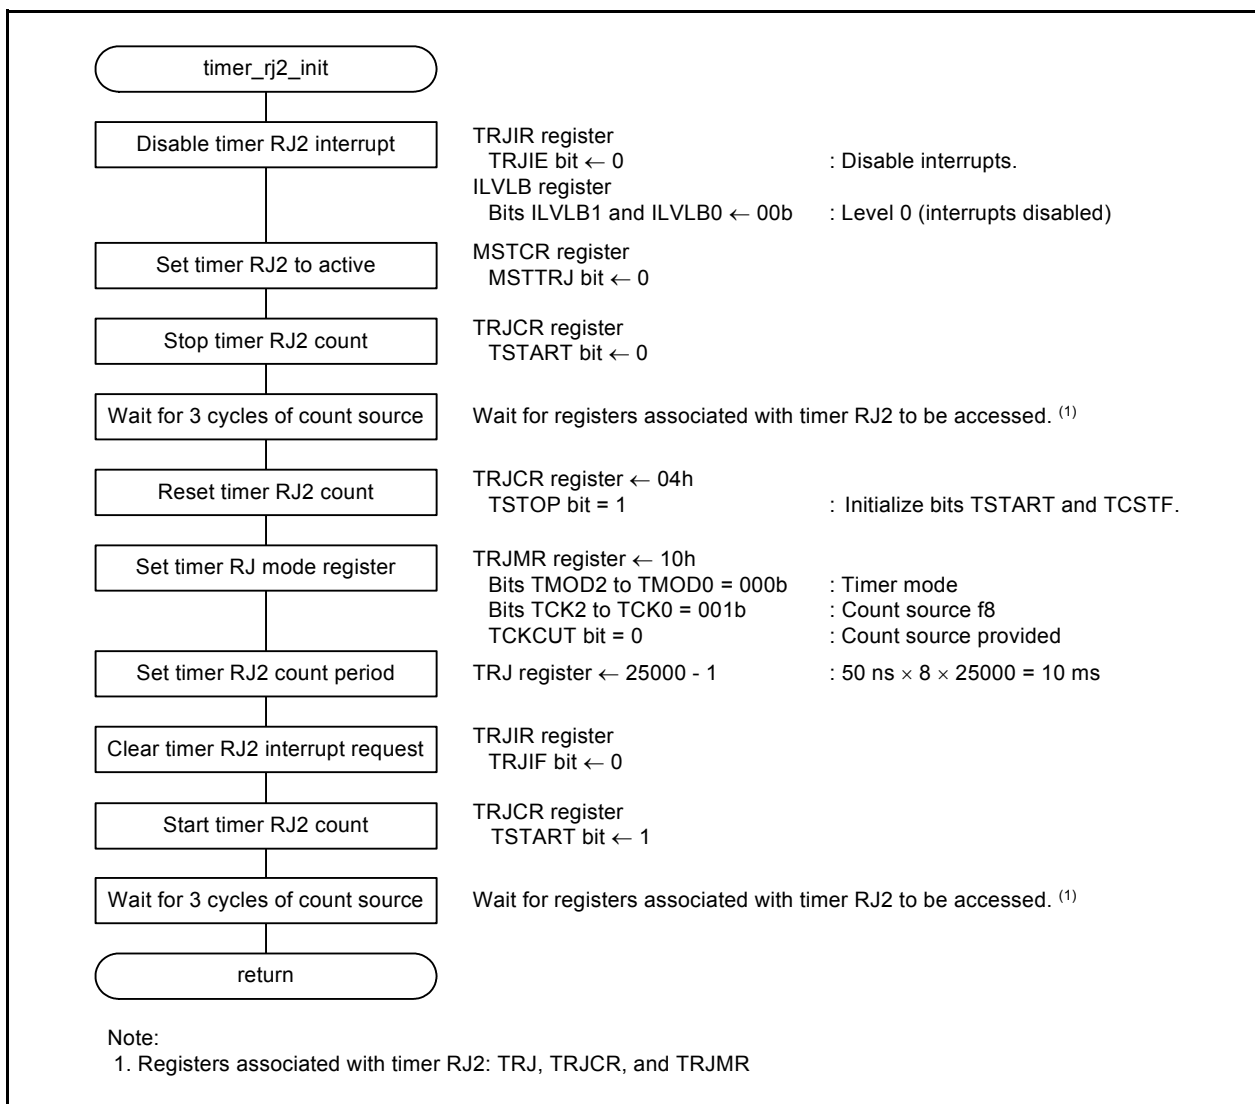 timer_rj2_init
Disable timer RJ2 interrupt
TRJIR register
TRJIE bit ← 0 : Disable interrupts.
ILVLB register
Bits ILVLB1 and ILVLB0 ← 00b : Level 0 (interrupts disabled)
Set timer RJ2 to active
MSTCR register
MSTTRJ bit ← 0
Stop timer RJ2 count
TRJCR register
TSTART bit ← 0
Wait for 3 cycles of count source
Wait for registers associated with timer RJ2 to be accessed. (1)
Reset timer RJ2 count
TRJCR register ← 04h
TSTOP bit = 1 : Initialize bits TSTART and TCSTF.
Set timer RJ mode register
TRJMR register ← 10h
Bits TMOD2 to TMOD0 = 000b : Timer mode
Bits TCK2 to TCK0 = 001b : Count source f8
TCKCUT bit = 0 : Count source provided
Set timer RJ2 count period
TRJ register ← 25000 - 1 : 50 ns × 8 × 25000 = 10 ms
Clear timer RJ2 interrupt request
TRJIR register
TRJIF bit ← 0
Start timer RJ2 count
TRJCR register
TSTART bit ← 1
Wait for 3 cycles of count source
Wait for registers associated with timer RJ2 to be accessed. (1)
return
Note:
1. Registers associated with timer RJ2: TRJ, TRJCR, and TRJMR